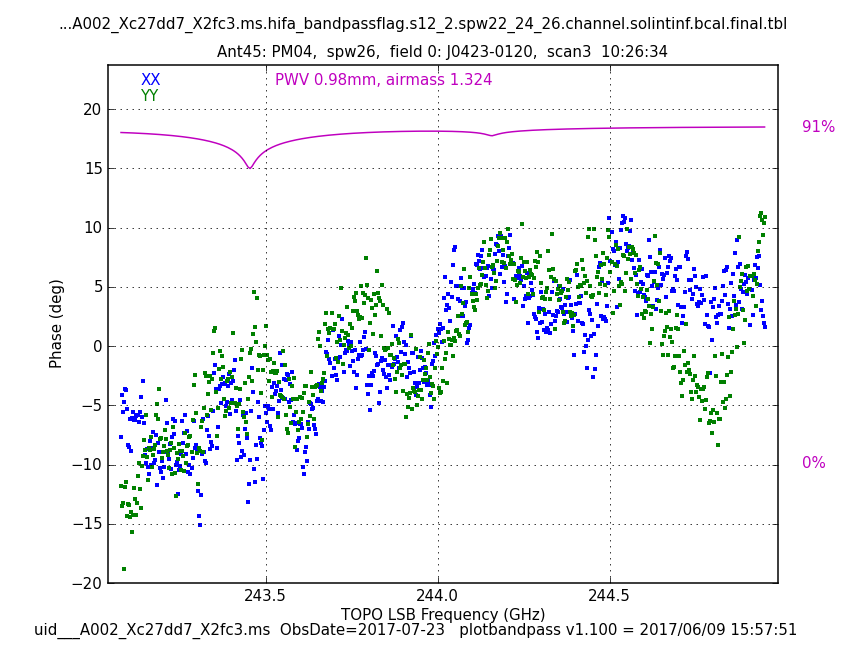 ...A002_Xc27dd7_X2fc3.ms.hifa_bandpassflag.s12_2.spw22_24_26.channel.solintinf.bcal.final.tbl
Ant45: PM04,  spw26,  field 0: J0423-0120,  scan3  10:26:34
XX
PWV 0.98mm, airmass 1.324
YY
20
91%
15
10
5
0
−5
−10
0%
−15
−20
Phase (deg)
243.5
244.0
244.5
TOPO LSB Frequency (GHz)
uid___A002_Xc27dd7_X2fc3.ms  ObsDate=2017-07-23   plotbandpass v1.100 = 2017/06/09 15:57:51